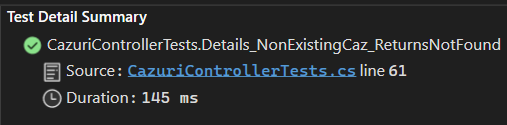 Test Detail Summary
CazuriControllerTests.Details_NonExistingCaz_ReturnsNotFound
Source: CazuriControllerTests.cs line 61
Duration: 145 ms